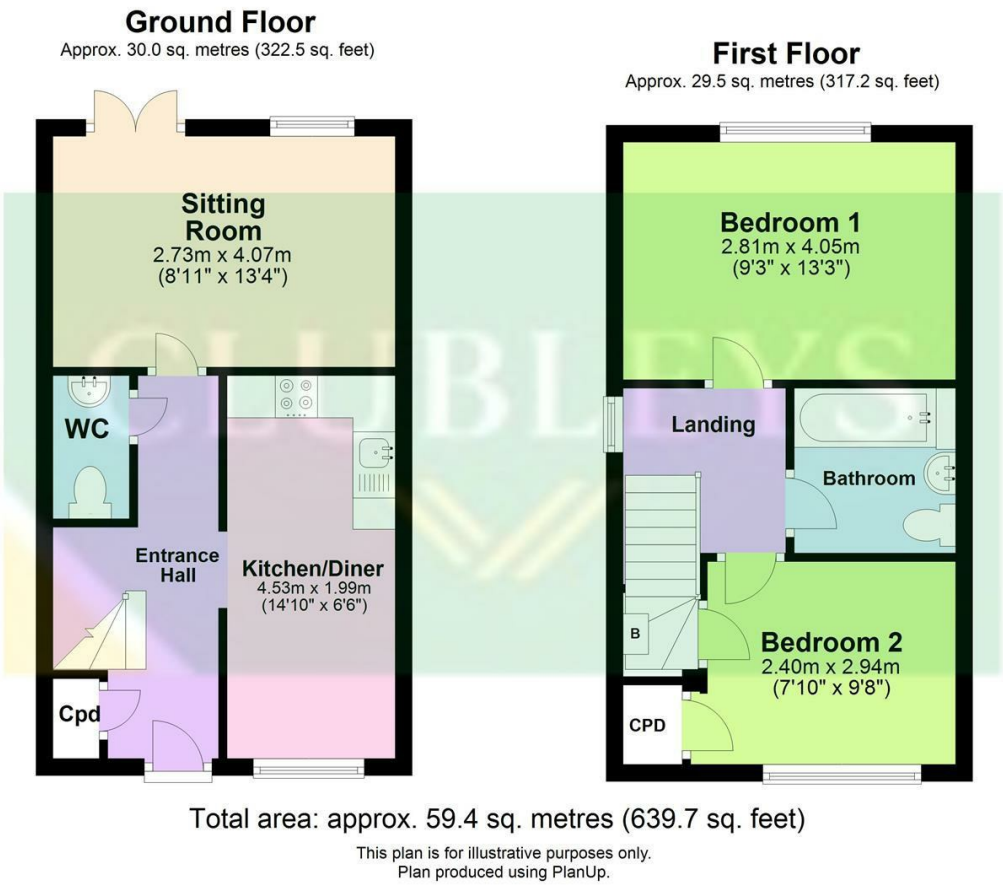 Ground Floor
Approx. 30.0 sq. metres (322.5 sq. feet)
Sitting
Room
2.73m x 4.07m
(8'11" x 13'4")
WC
Entrance
Hall
Kitchen/Diner
4.53m x 1.99m
(14'10" x 6'6")
Cpd
First Floor
Approx. 29.5 sq. metres (317.2 sq. feet)
Bedroom 1
2.81m x 4.05m
(9'3" x 13'3")
Landing
Bathroom
B
Bedroom 2
2.40m x 2.94m
(7'10" x 9'8")
CPD
CLUBLEYS
Total area: approx. 59.4 sq. metres (639.7 sq. feet)
This plan is for illustrative purposes only.
Plan produced using PlanUp.